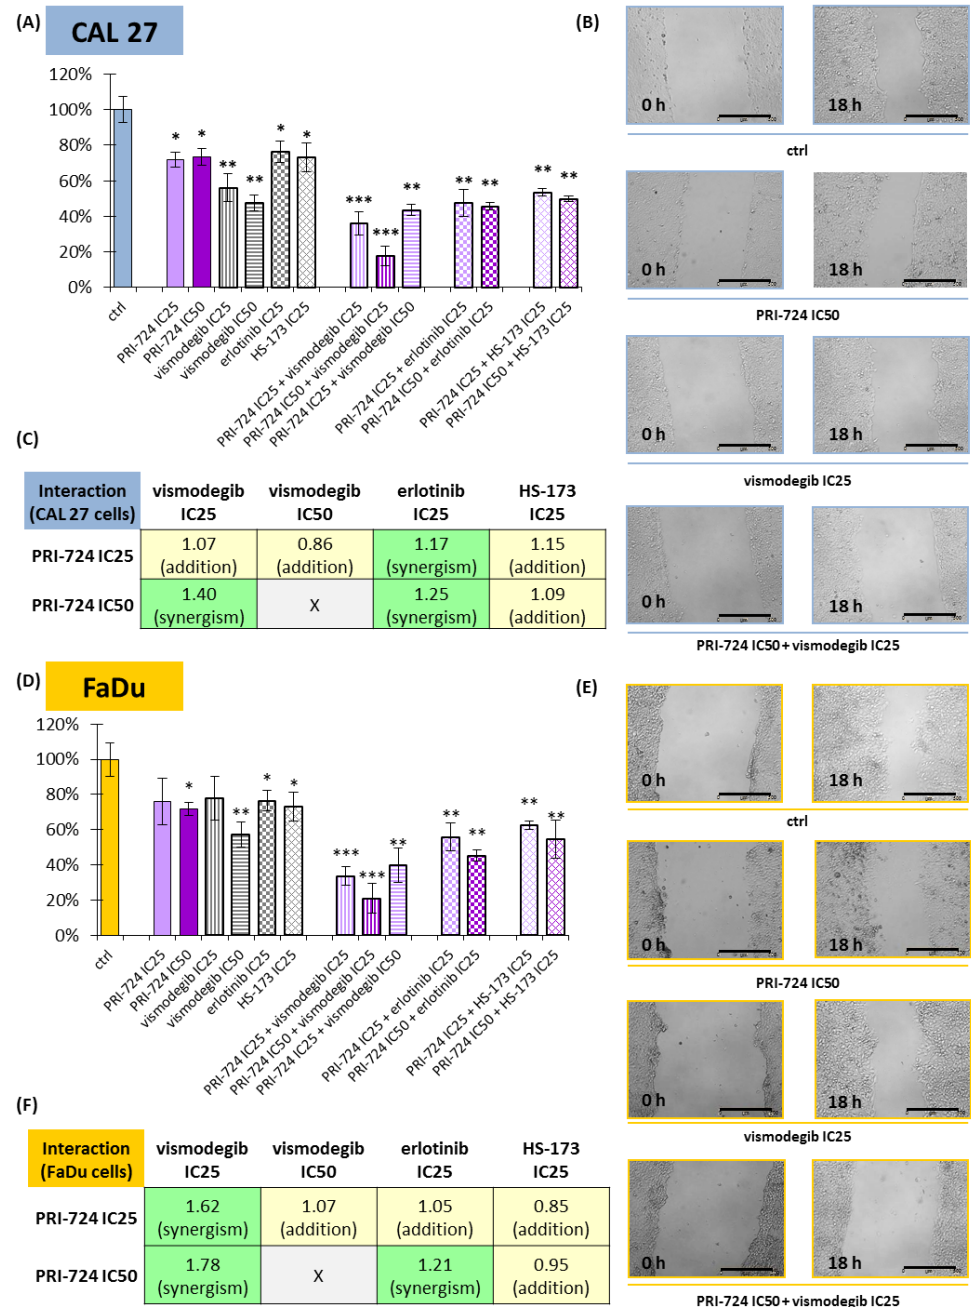 (A)
CAL 27
120%
100%
80%
60%
40%
20%
0%
*
*
**
**
*
*
***
***
**
**
**
**
**
ctrl
PRI-724 IC25
PRI-724 IC50
vismodegib IC25
vismodegib IC50
erlotinib IC25
HS-173 IC25
PRI-724 IC25 + vismodegib IC25
PRI-724 IC50 + vismodegib IC25
PRI-724 IC25 + vismodegib IC50
PRI-724 IC25 + erlotinib IC25
PRI-724 IC50 + erlotinib IC25
PRI-724 IC25 + HS-173 IC25
PRI-724 IC50 + HS-173 IC25
(B)
0 h
18 h
ctrl
0 h
18 h
PRI-724 IC50
0 h
18 h
vismodegib IC25
0 h
18 h
PRI-724 IC50 + vismodegib IC25
(C)
Interaction (CAL 27 cells)
vismodegib IC25
vismodegib IC50
erlotinib IC25
HS-173 IC25
PRI-724 IC25
1.07 (addition)
0.86 (addition)
1.17 (synergism)
1.15 (addition)
PRI-724 IC50
1.40 (synergism)
X
1.25 (synergism)
1.09 (addition)
(D)
FaDu
120%
100%
80%
60%
40%
20%
0%
*
**
*
*
***
***
**
**
**
**
**
ctrl
PRI-724 IC25
PRI-724 IC50
vismodegib IC25
vismodegib IC50
erlotinib IC25
HS-173 IC25
PRI-724 IC25 + vismodegib IC25
PRI-724 IC50 + vismodegib IC25
PRI-724 IC25 + vismodegib IC50
PRI-724 IC25 + erlotinib IC25
PRI-724 IC50 + erlotinib IC25
PRI-724 IC25 + HS-173 IC25
PRI-724 IC50 + HS-173 IC25
(E)
0 h
18 h
ctrl
0 h
18 h
PRI-724 IC50
0 h
18 h
vismodegib IC25
0 h
18 h
PRI-724 IC50 + vismodegib IC25
(F)
Interaction (FaDu cells)
vismodegib IC25
vismodegib IC50
erlotinib IC25
HS-173 IC25
PRI-724 IC25
1.62 (synergism)
1.07 (addition)
1.05 (addition)
0.85 (addition)
PRI-724 IC50
1.78 (synergism)
X
1.21 (synergism)
0.95 (addition)